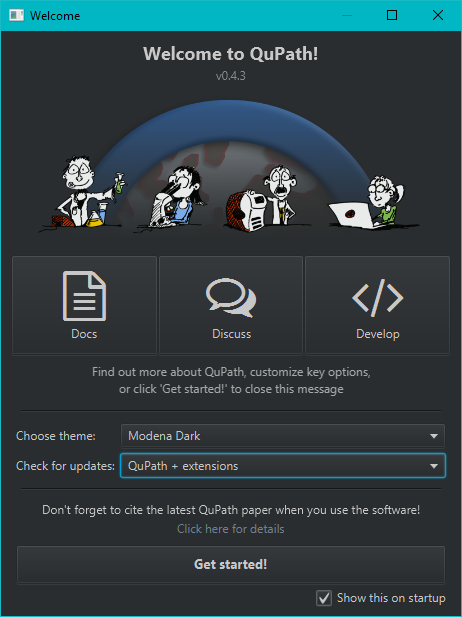 Welcome
Welcome to QuPath!
v0.4.3
Docs
Discuss
Develop
Find out more about QuPath, customize key options,
or click 'Get started!' to close this message
Choose theme: Modena Dark
Check for updates: QuPath + extensions
Don't forget to cite the latest QuPath paper when you use the software!
Click here for details
Get started!
Show this on startup